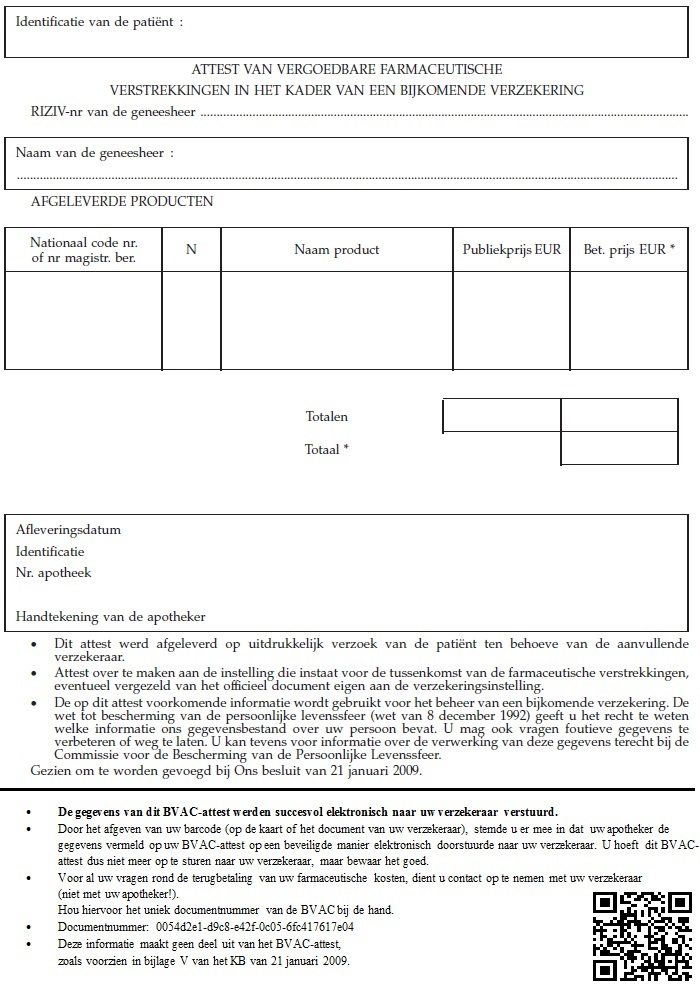 Identificatie van de patiënt :
ATTEST VAN VERGOEDBARE FARMACEUTISCHE
VERSTREKKINGEN IN HET KADER VAN EEN BIJKOMENDE VERZEKERING
RIZIV-nr van de geneesheer
Naam van de geneesheer :
AFGELEVERDE PRODUCTEN
Nationaal code nr.
of nr magistr. ber.
N
Naam product
Publiekprijs EUR
Bet. prijs EUR *
Totalen
Totaal *
Afleveringsdatum
Identificatie
Nr. apotheek
Handtekening van de apotheker
• Dit attest werd afgeleverd op uitdrukkelijk verzoek van de patiënt ten behoeve van de aanvullende
verzekeraar.
• Attest over te maken aan de instelling die instaat voor de tussenkomst van de farmaceutische verstrekkingen,
eventueel vergezeld van het officieel document eigen aan de verzekeringsinstelling.
• De op dit attest voorkomende informatie wordt gebruikt voor het beheer van een bijkomende verzekering. De
wet tot bescherming van de persoonlijke levenssfeer (wet van 8 december 1992) geeft u het recht te weten
welke informatie ons gegevensbestand over uw persoon bevat. U mag ook vragen foutieve gegevens te
verbeteren of weg te laten. U kan tevens voor informatie over de verwerking van deze gegevens terecht bij de
Commissie voor de Bescherming van de Persoonlijke Levenssfeer.
Gezien om te worden gevoegd bij Ons besluit van 21 januari 2009.
• De gegevens van dit BVAC-attest werden succesvol elektronisch naar uw verzekeraar verstuurd.
• Door het afgeven van uw barcode (op de kaart of het document van uw verzekeraar), stemde u er mee in dat uw apotheker de
gegevens vermeld op uw BVAC-attest op een beveiligde manier elektronisch doorstuurde naar uw verzekeraar. U hoeft dit BVAC-
attest dus niet meer op te sturen naar uw verzekeraar, maar bewaar het goed.
• Voor al uw vragen rond de terugbetaling van uw farmaceutische kosten, dient u contact op te nemen met uw verzekeraar
(niet met uw apotheker!).
Hou hiervoor het uniek documentnummer van de BVAC bij de hand.
• Documentnummer: 0054d2e1-d9c8-e42f-0c05-6fc417617e04
• Deze informatie maakt geen deel uit van het BVAC-attest,
zoals voorzien in bijlage V van het KB van 21 januari 2009.